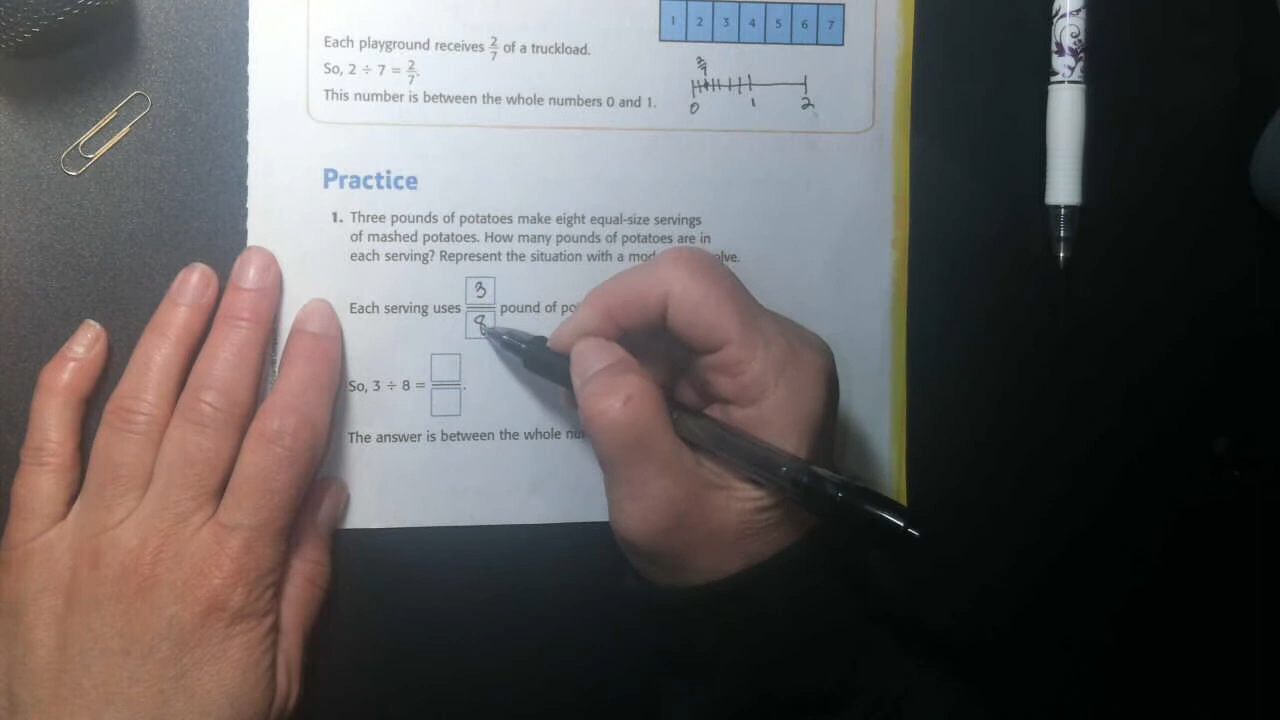 1 2 3 4 5 6 7
Each playground receives 2/7 of a truckload.
So, 2 ÷ 7 = 2/7.
This number is between the whole numbers 0 and 1.
2/7
0 1 2
Practice
1. Three pounds of potatoes make eight equal-size servings
of mashed potatoes. How many pounds of potatoes are in
each serving? Represent the situation with a
Each serving uses 3/8 pound of
So, 3 ÷ 8 =
The answer is between the whole